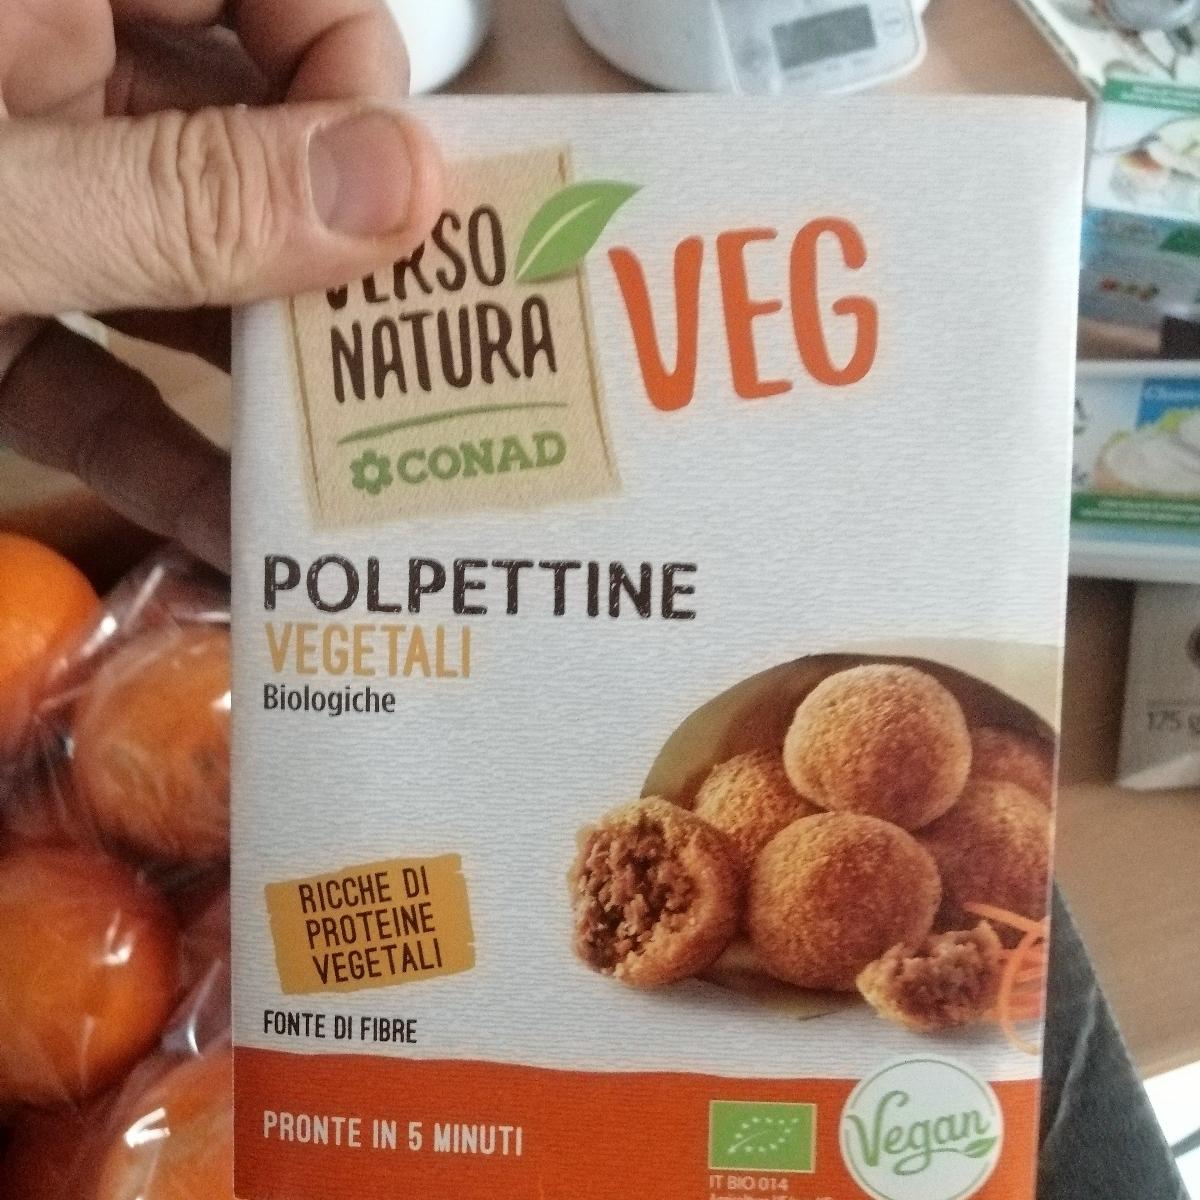 VERSO
NATURA
CONAD
VEG
POLPETTINE
VEGETALI
Biologiche
RICCHE DI
PROTEINE
VEGETALI
FONTE DI FIBRE
PRONTE IN 5 MINUTI
Vegan
IT BIO 014
175 g